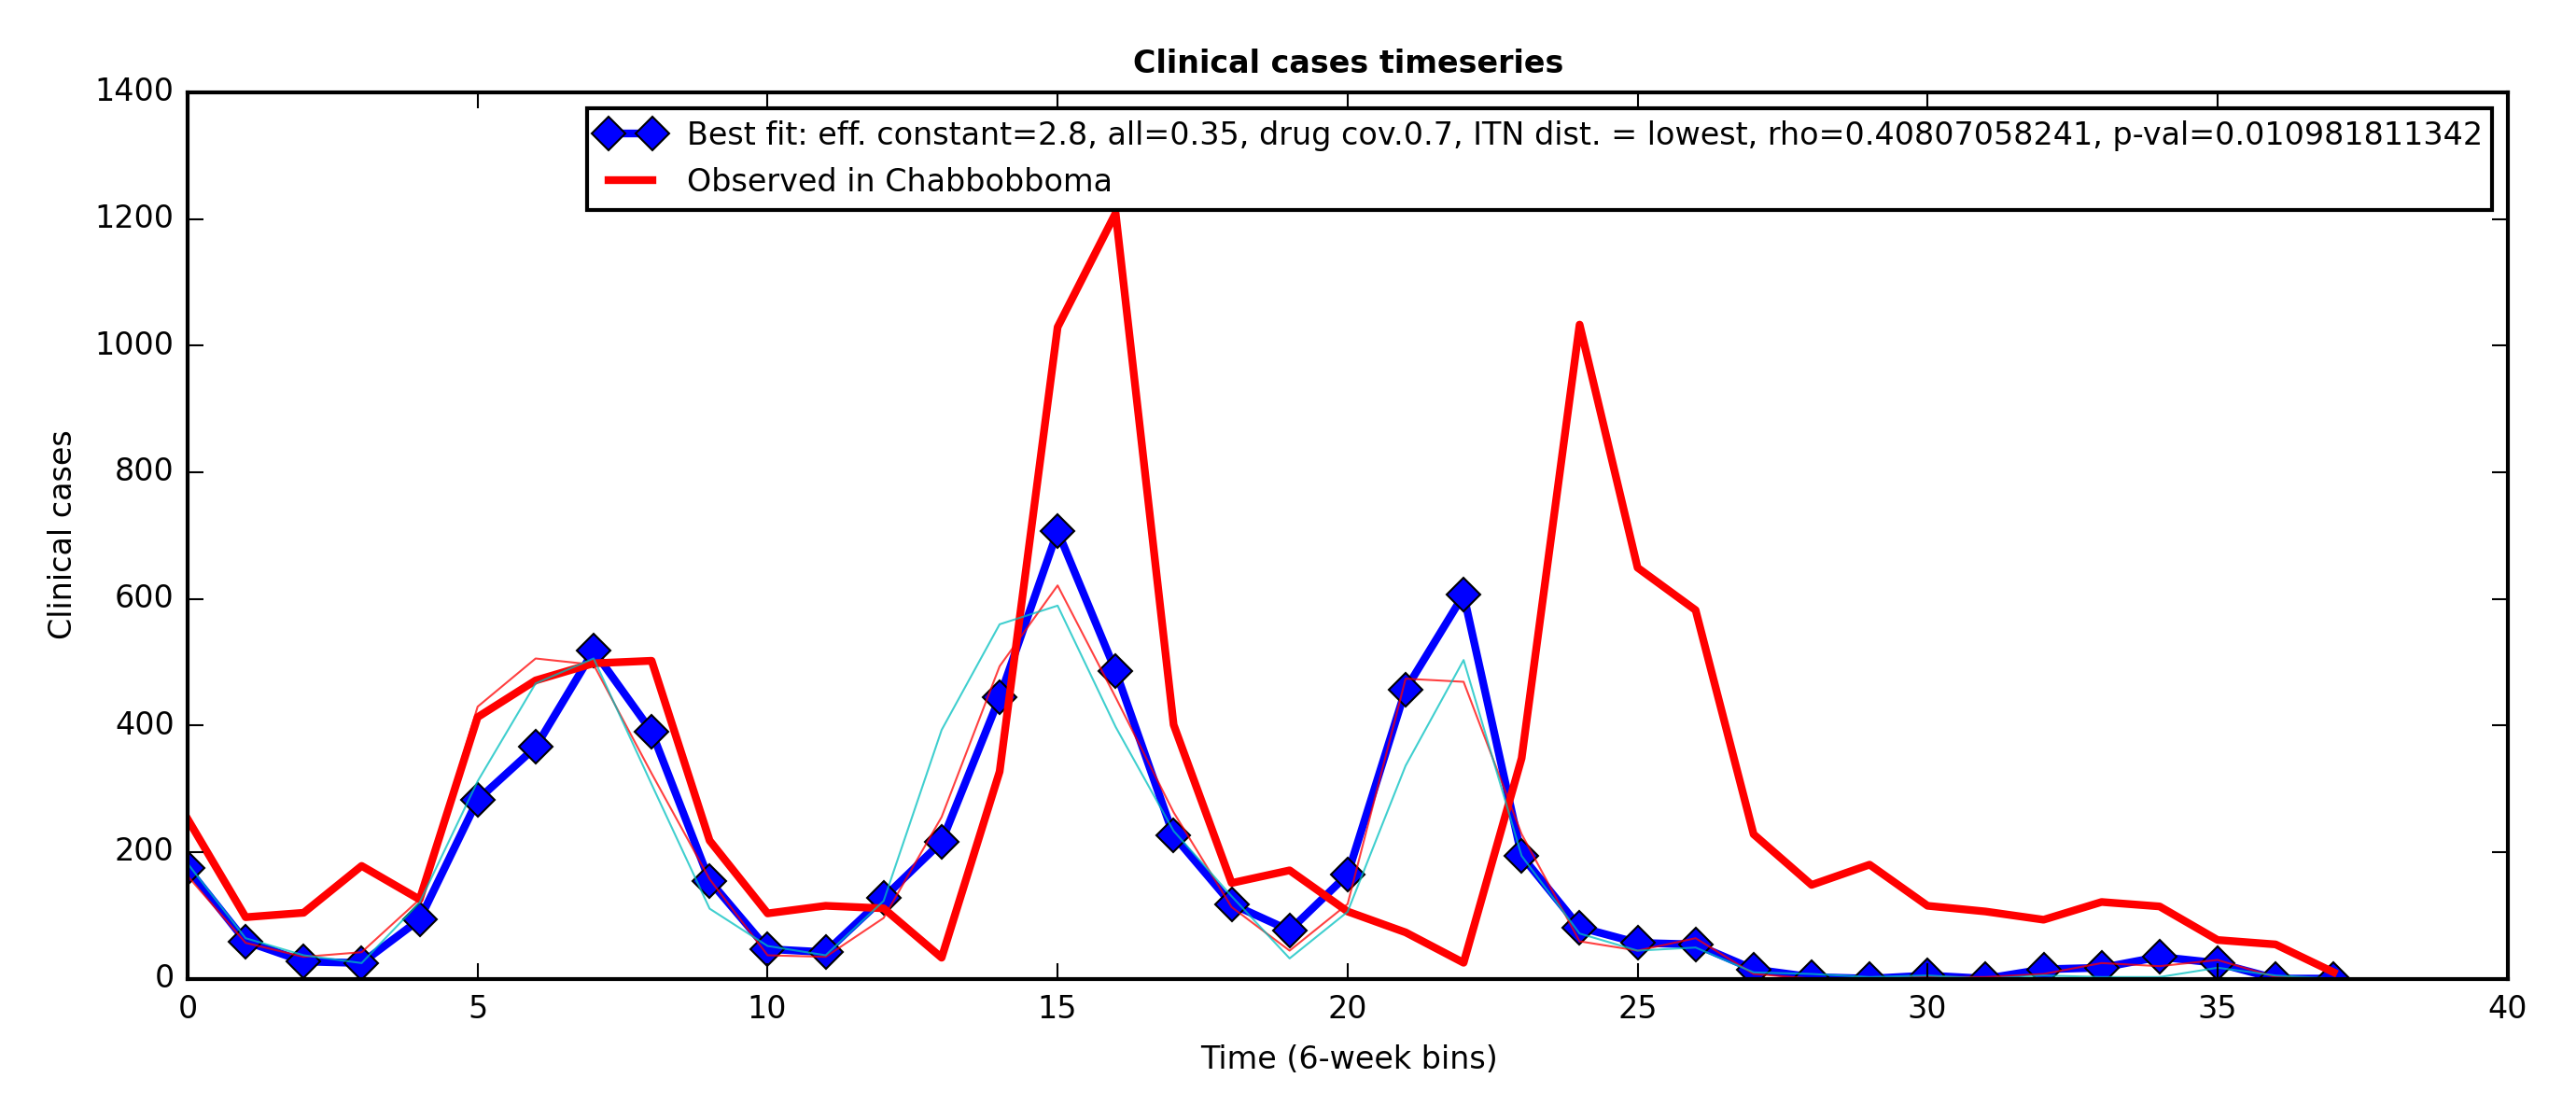 Clinical cases timeseries
1400
1200
1000
800
600
400
200
0
Clinical cases
Best fit: eff. constant=2.8, all=0.35, drug cov.0.7, ITN dist. = lowest, rho=0.40807058241, p-val=0.010981811342
Observed in Chabbobboma
0 5 10 15 20 25 30 35 40
Time (6-week bins)